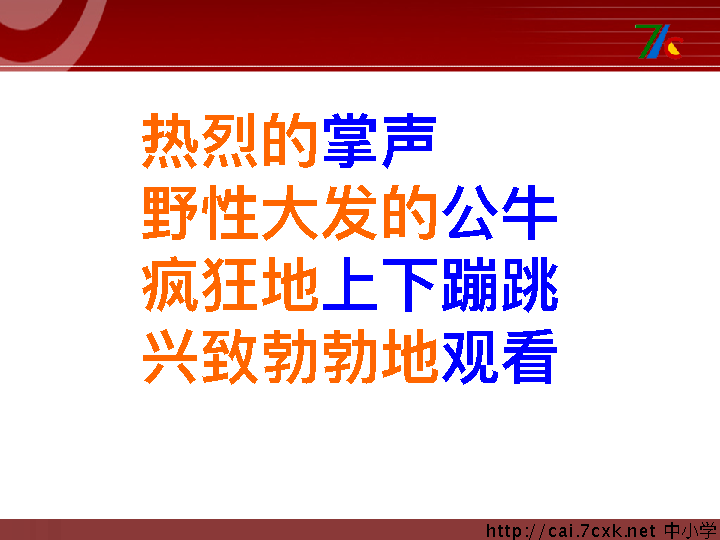 7c
热烈的掌声
野性大发的公牛
疯狂地上下蹦跳
兴致勃勃地观看
http://cai.7cxk.net 中小学